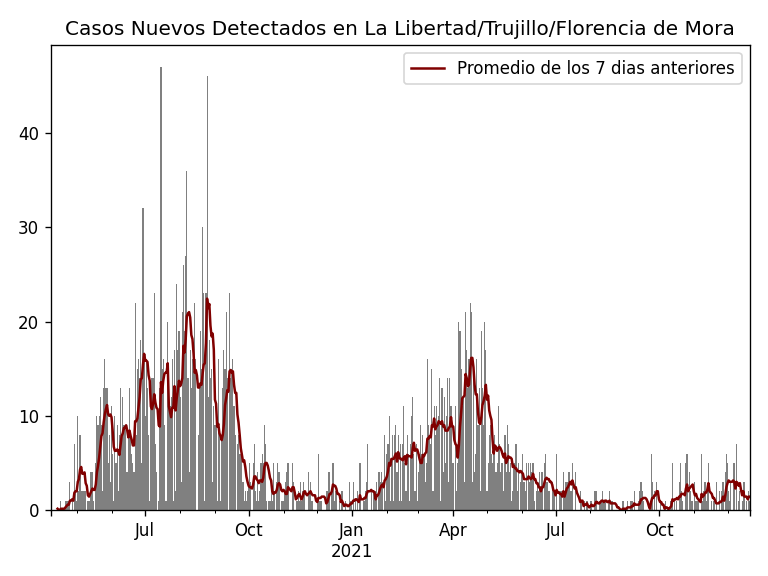 Casos Nuevos Detectados en La Libertad/Trujillo/Florencia de Mora
Promedio de los 7 dias anteriores
40
30
20
10
0
Jul Oct Jan Apr Jul Oct
2021